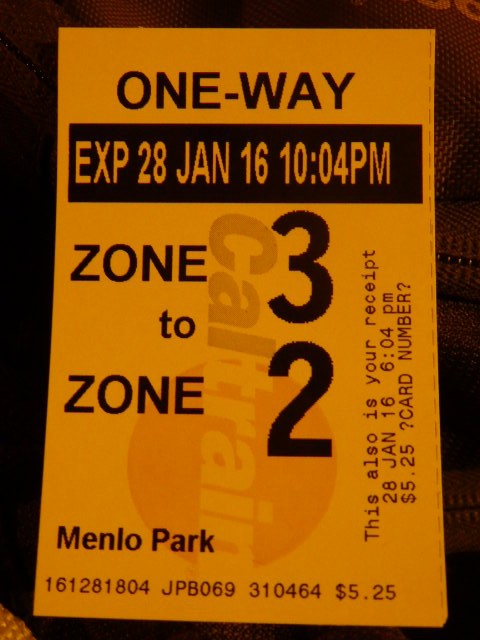 ONE-WAY
EXP 28 JAN 16 10:04PM
ZONE 3
to
ZONE 2
Caltrain
Menlo Park
161281804 JPB069 310464 $5.25
This also is your receipt
28 JAN 16 6:04 pm
$5.25 ?CARD NUMBER?